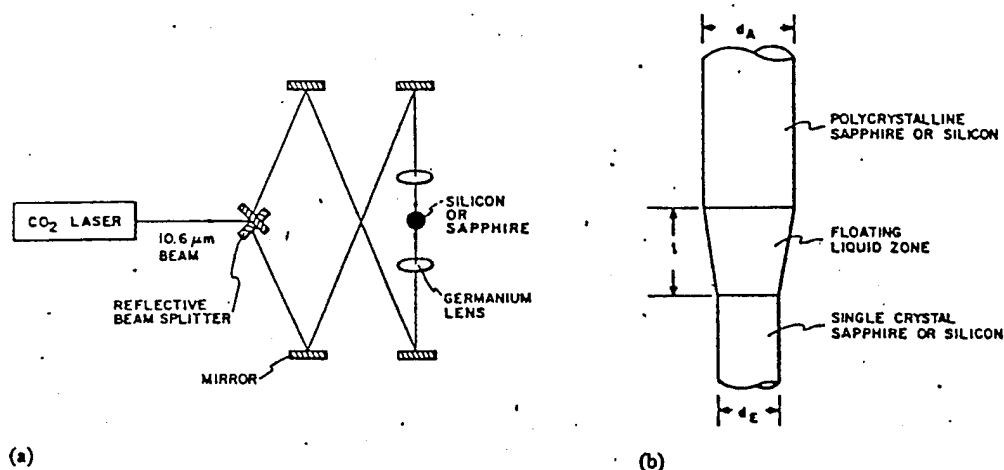 CO2 LASER
10.6 μm
BEAM
REFLECTIVE
BEAM SPLITTER
MIRROR
SILICON
OR
SAPPHIRE
GERMANIUM
LENS
(a)
dA
POLYCRYSTALLINE
SAPPHIRE OR SILICON
l
FLOATING
LIQUID ZONE
SINGLE CRYSTAL
SAPPHIRE OR SILICON
dE
(b)